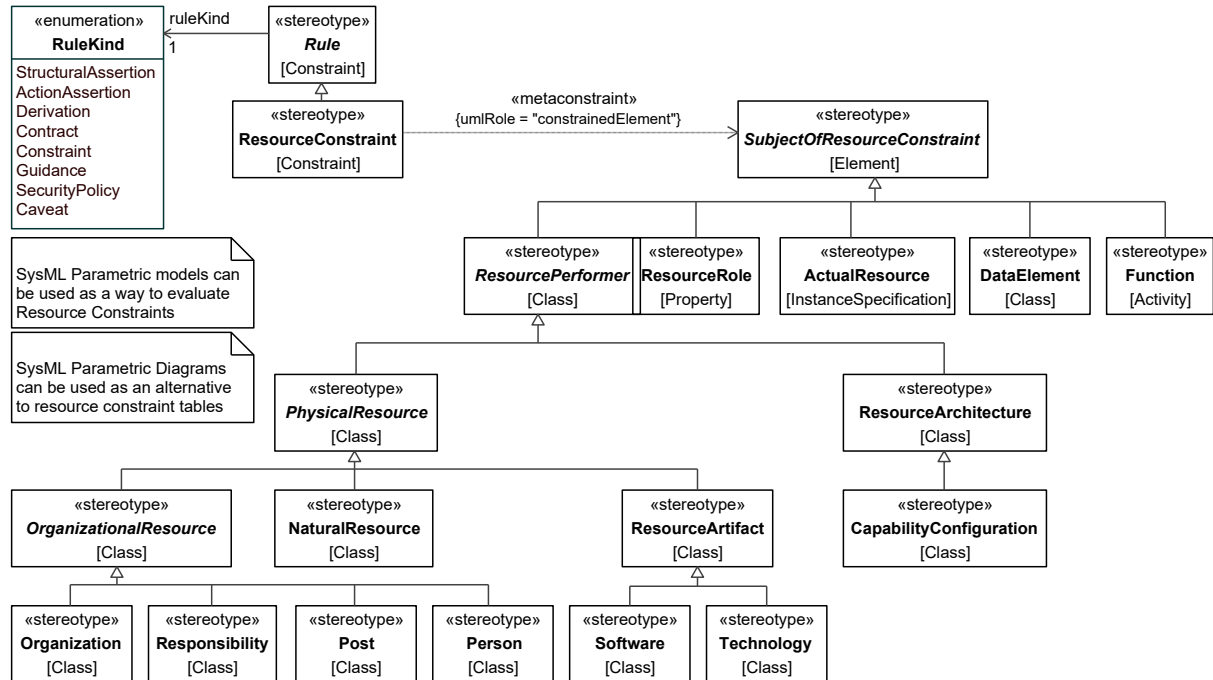 «enumeration»
RuleKind
StructuralAssertion
ActionAssertion
Derivation
Contract
Constraint
Guidance
SecurityPolicy
Caveat
ruleKind
1
«stereotype»
Rule
[Constraint]
«stereotype»
ResourceConstraint
[Constraint]
«metaconstraint»
{umlRole = "constrainedElement"}
«stereotype»
SubjectOfResourceConstraint
[Element]
SysML Parametric models can
be used as a way to evaluate
Resource Constraints
SysML Parametric Diagrams
can be used as an alternative
to resource constraint tables
«stereotype»
ResourcePerformer
[Class]
«stereotype»
ResourceRole
[Property]
«stereotype»
ActualResource
[InstanceSpecification]
«stereotype»
DataElement
[Class]
«stereotype»
Function
[Activity]
«stereotype»
PhysicalResource
[Class]
«stereotype»
ResourceArchitecture
[Class]
«stereotype»
OrganizationalResource
[Class]
«stereotype»
NaturalResource
[Class]
«stereotype»
ResourceArtifact
[Class]
«stereotype»
CapabilityConfiguration
[Class]
«stereotype»
Organization
[Class]
«stereotype»
Responsibility
[Class]
«stereotype»
Post
[Class]
«stereotype»
Person
[Class]
«stereotype»
Software
[Class]
«stereotype»
Technology
[Class]